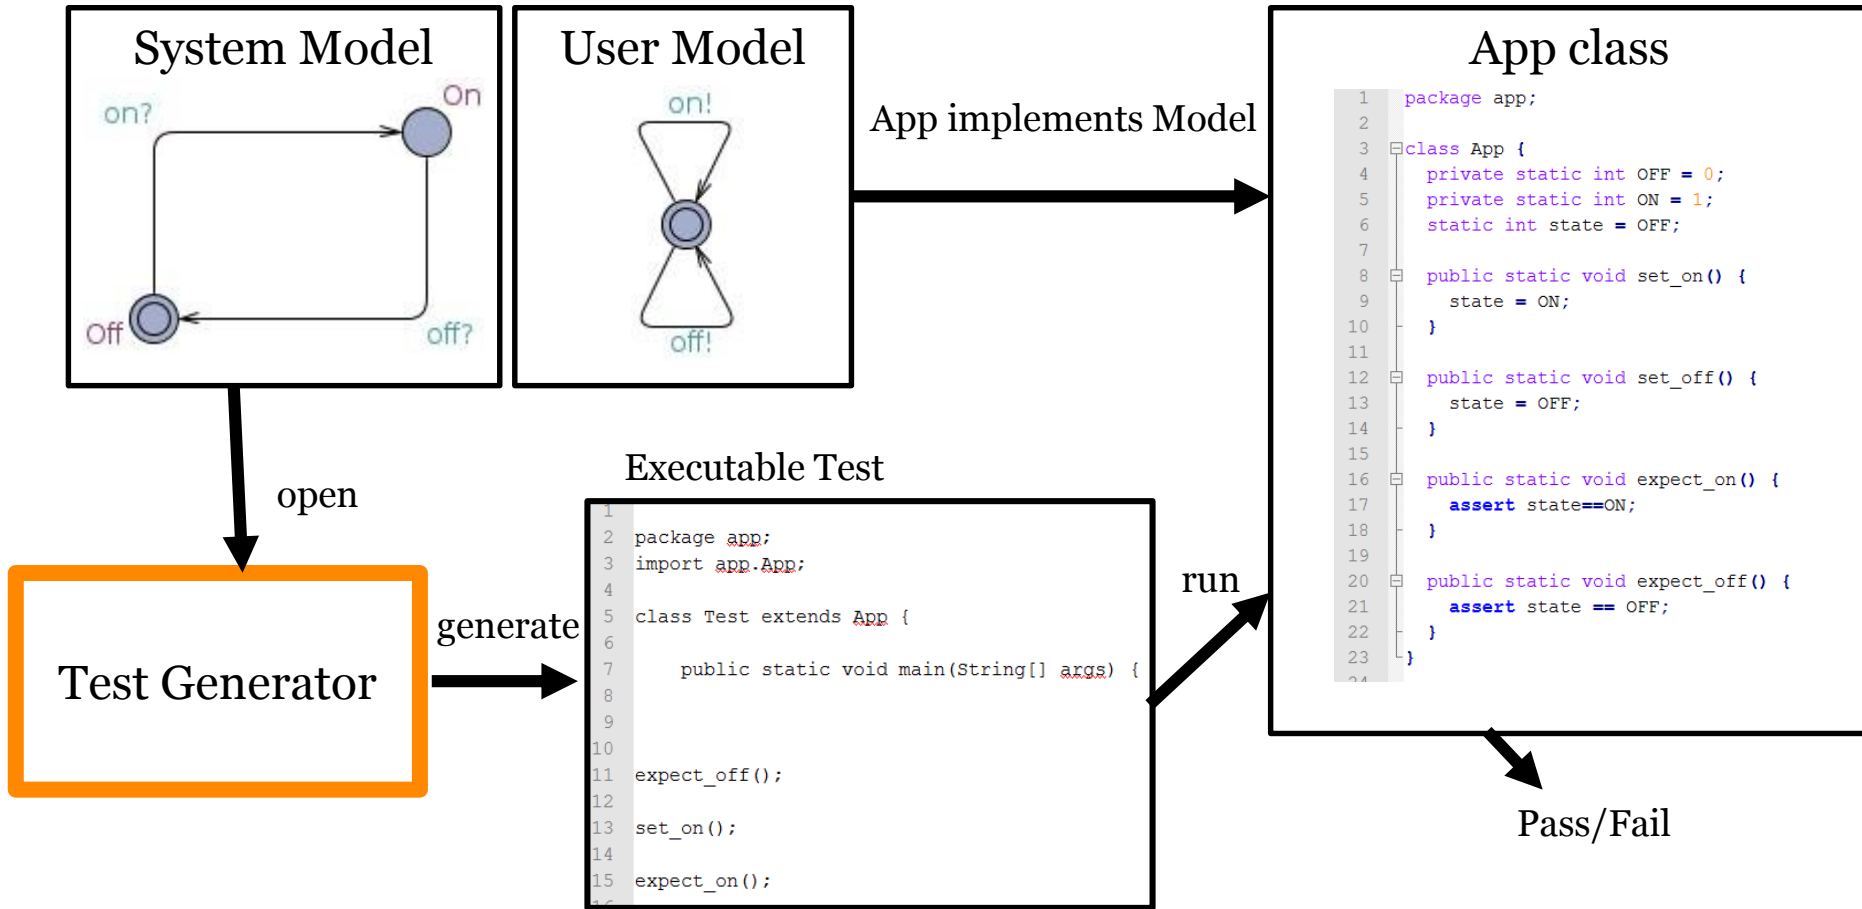 System Model
on?
On
Off
off?
User Model
on!
off!
App implements Model
App class
1 package app;
2
3 class App {
4 private static int OFF = 0;
5 private static int ON = 1;
6 static int state = OFF;
7
8 public static void set_on() {
9 state = ON;
10 }
11
12 public static void set_off() {
13 state = OFF;
14 }
15
16 public static void expect_on() {
17 assert state==ON;
18 }
19
20 public static void expect_off() {
21 assert state == OFF;
22 }
23 }
24
open
Test Generator
generate
Executable Test
1
2 package app;
3 import app.App;
4
5 class Test extends App {
6
7 public static void main(String[] args) {
8
9
10
11 expect_off();
12
13 set_on();
14
15 expect_on();
16
run
Pass/Fail